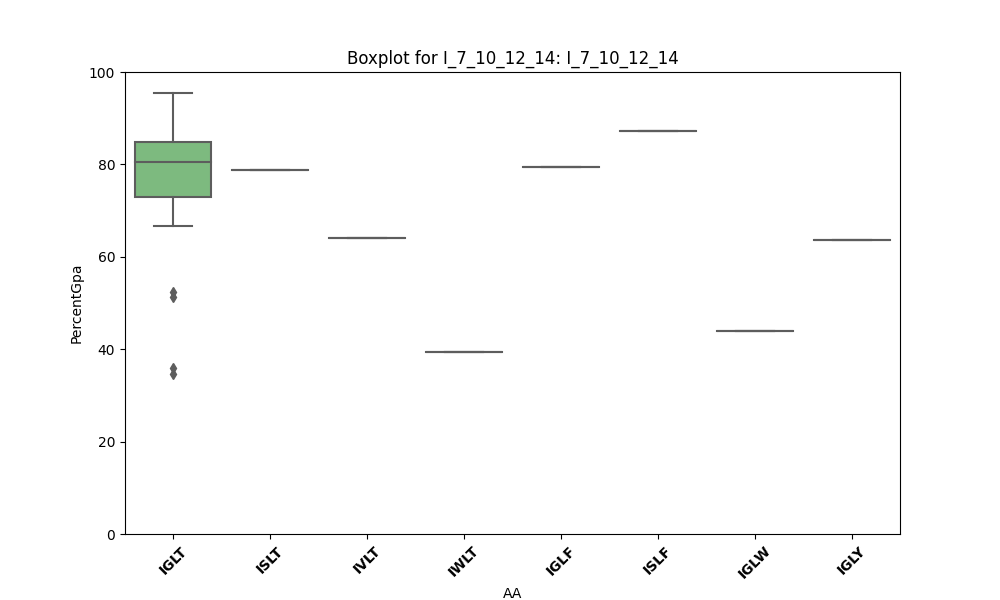 Boxplot for I_7_10_12_14: I_7_10_12_14
100
80
60
40
20
0
PercentGpa
IGLT
ISLT
IVLT
IWLT
IGLF
ISLF
IGLW
IGLY
AA